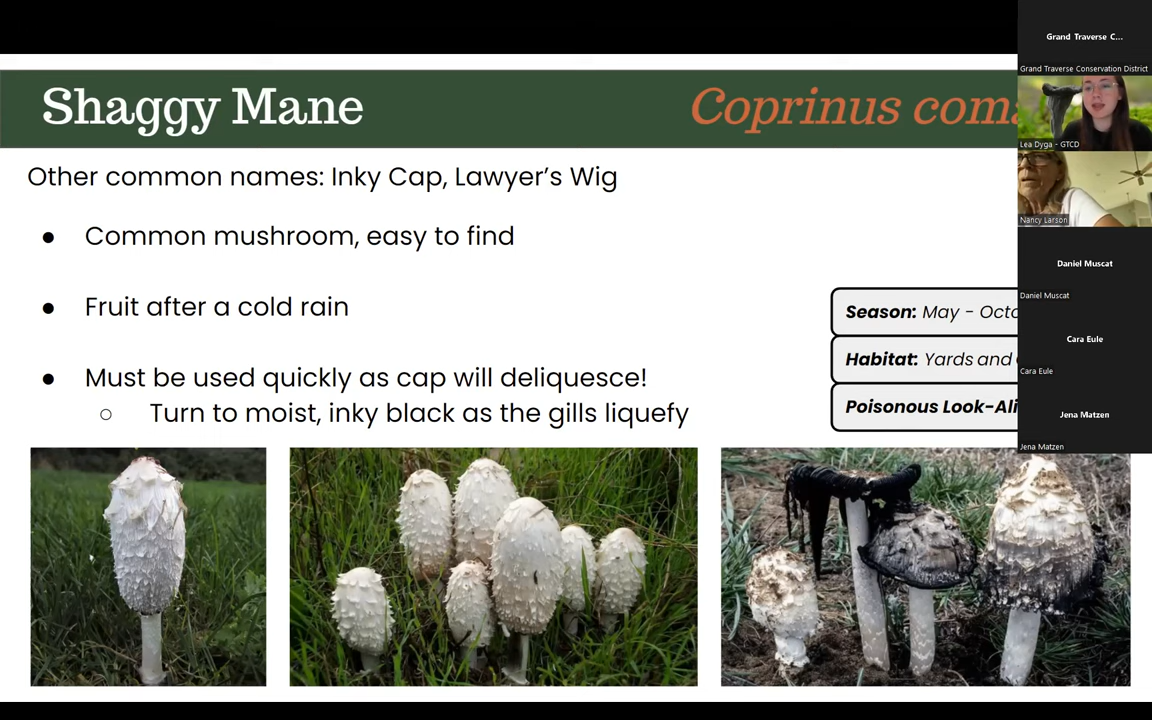 Shaggy Mane
Coprinus coma
Other common names: Inky Cap, Lawyer's Wig
● Common mushroom, easy to find
● Fruit after a cold rain
● Must be used quickly as cap will deliquesce!
○ Turn to moist, inky black as the gills liquefy
Season: May - Octo
Habitat: Yards and
Poisonous Look-Ali
Grand Traverse C...
Grand Traverse Conservation District
Lea Dyga - GTCD
Nancy Larson
Daniel Muscat
Daniel Muscat
Cara Eule
Cara Eule
Jena Matzen
Jena Matzen